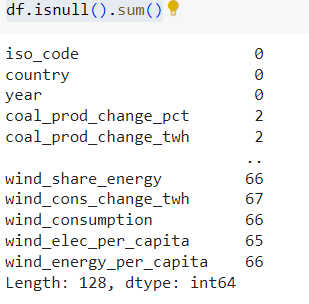 df.isnull().sum()
iso_code 0
country 0
year 0
coal_prod_change_pct 2
coal_prod_change_twh 2
..
wind_share_energy 66
wind_cons_change_twh 67
wind_consumption 66
wind_elec_per_capita 65
wind_energy_per_capita 66
Length: 128, dtype: int64